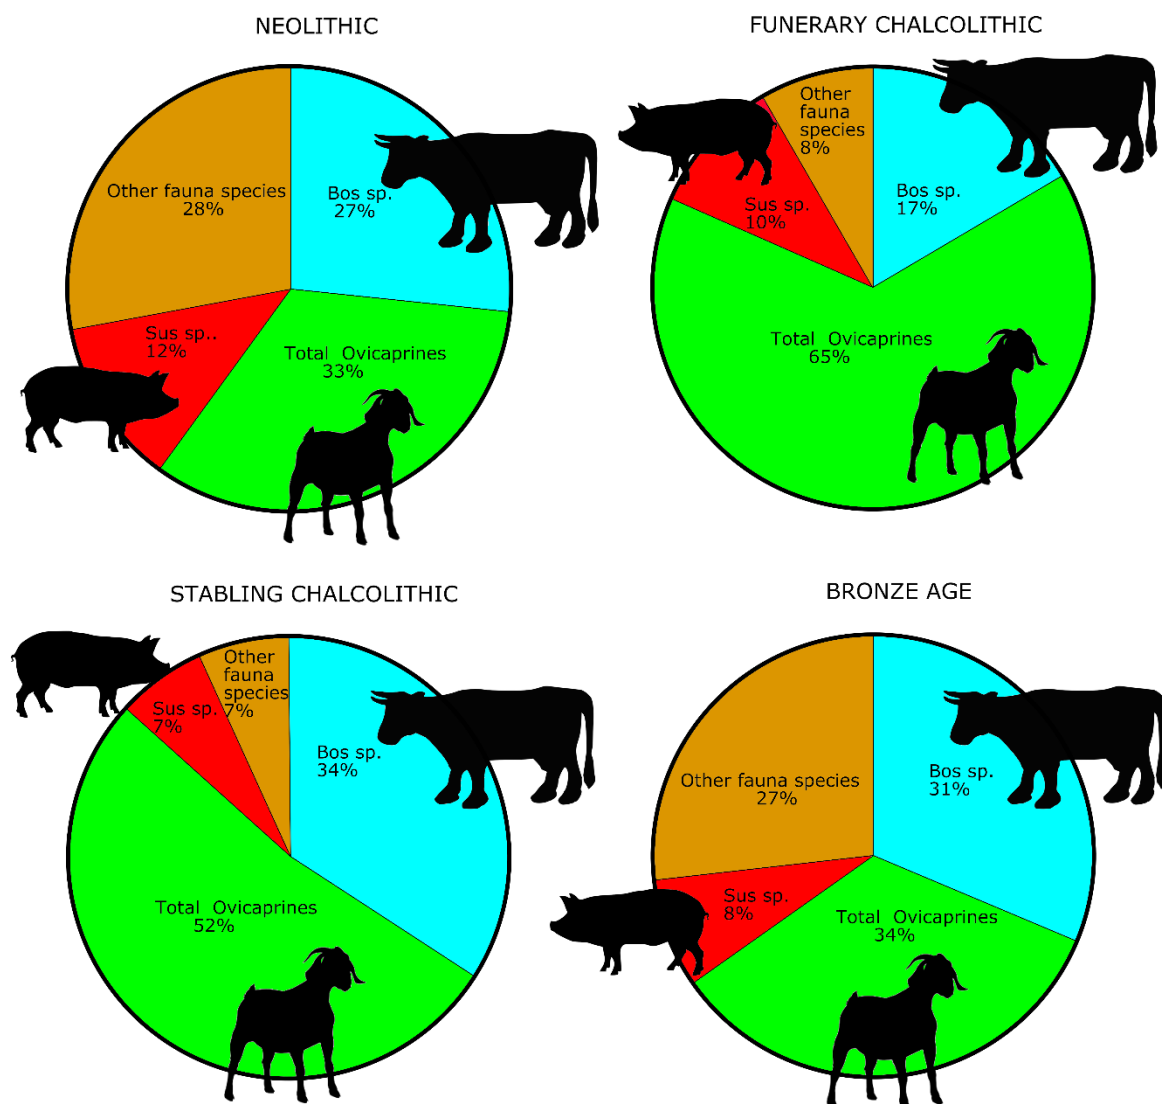 NEOLITHIC
Other fauna species
28%
Bos sp.
27%
Sus sp..
12%
Total Ovicaprines
33%
FUNERARY CHALCOLITHIC
Other
fauna
species
8%
Bos sp.
17%
Sus sp.
10%
Total Ovicaprines
65%
STABLING CHALCOLITHIC
Other
fauna
species
7%
Sus sp.
7%
Bos sp.
34%
Total Ovicaprines
52%
BRONZE AGE
Other fauna species
27%
Bos sp.
31%
Sus sp.
8%
Total Ovicaprines
34%